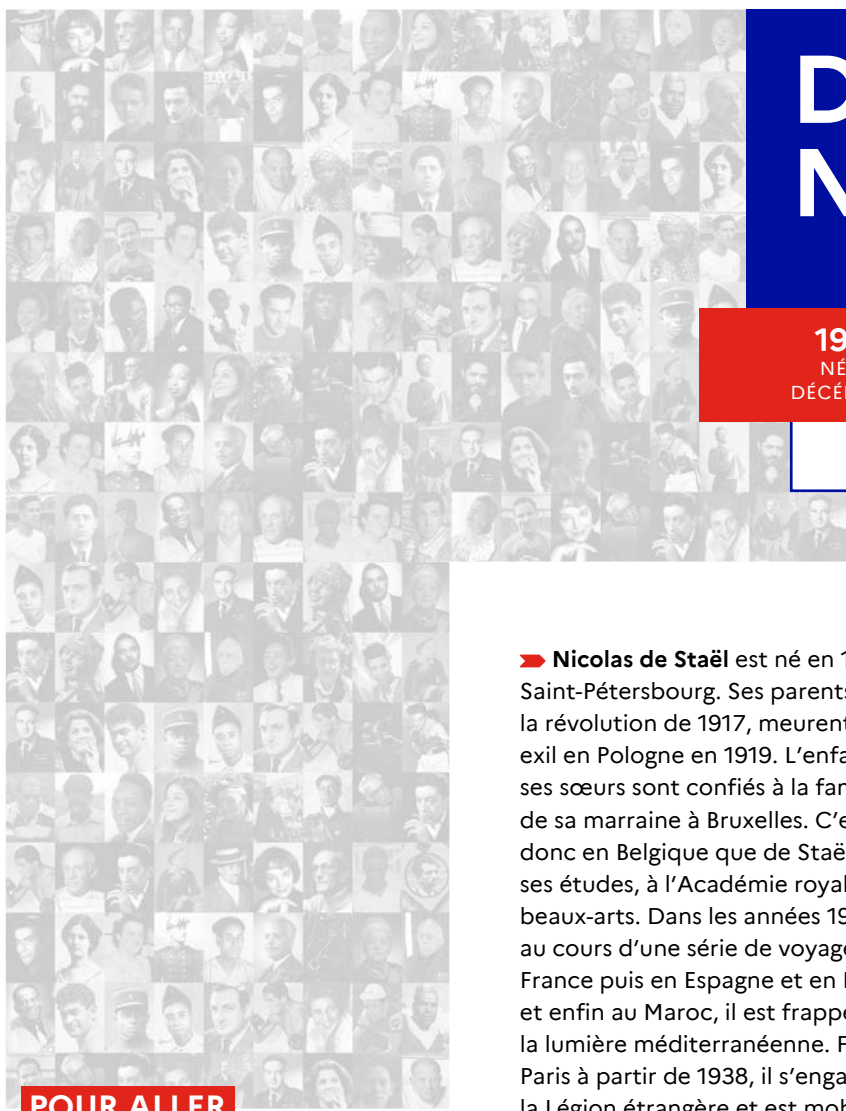 D
N
19
NÉ
DÉCÉ
Nicolas de Staël est né en 1
Saint-Pétersbourg. Ses parents
la révolution de 1917, meurent
exil en Pologne en 1919. L'enfa
ses sœurs sont confiés à la fam
de sa marraine à Bruxelles. C'e
donc en Belgique que de Staë
ses études, à l'Académie royal
beaux-arts. Dans les années 19
au cours d'une série de voyage
France puis en Espagne et en I
et enfin au Maroc, il est frappé
la lumière méditerranéenne. F
Paris à partir de 1938, il s'enga
la Légion étrangère et est mob
POUR ALLER